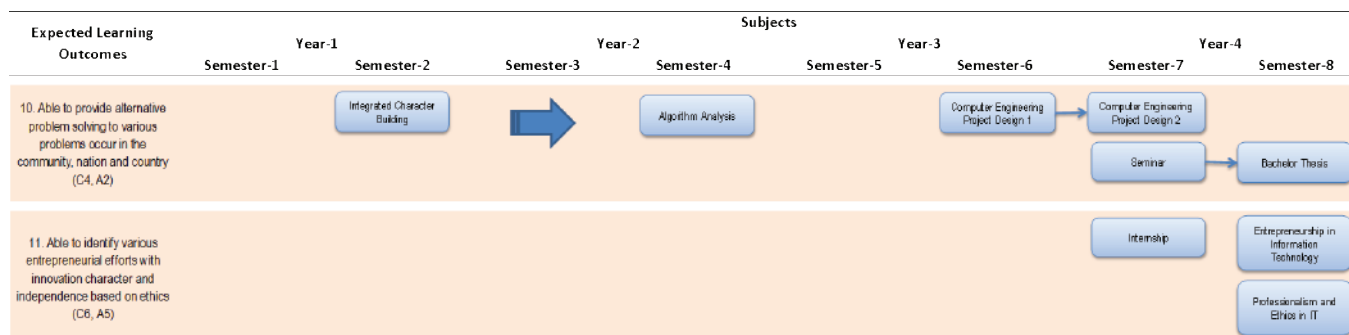 Subjects
Expected Learning
Outcomes
Year-1 Year-2 Year-3 Year-4
Semester-1 Semester-2 Semester-3 Semester-4 Semester-5 Semester-6 Semester-7 Semester-8
10. Able to provide alternative
problem solving to various
problems occur in the
community, nation and country
(C4, A2)
Integrated Character
Building
Algorithm Analysis
Computer Engineering
Project Design 1
Computer Engineering
Project Design 2
Seminar
Bachelor Thesis
11. Able to identify various
entrepreneurial efforts with
innovation character and
independence based on ethics
(C6, A5)
Internship
Entrepreneurship in
Information
Technology
Professionalism and
Ethics in IT